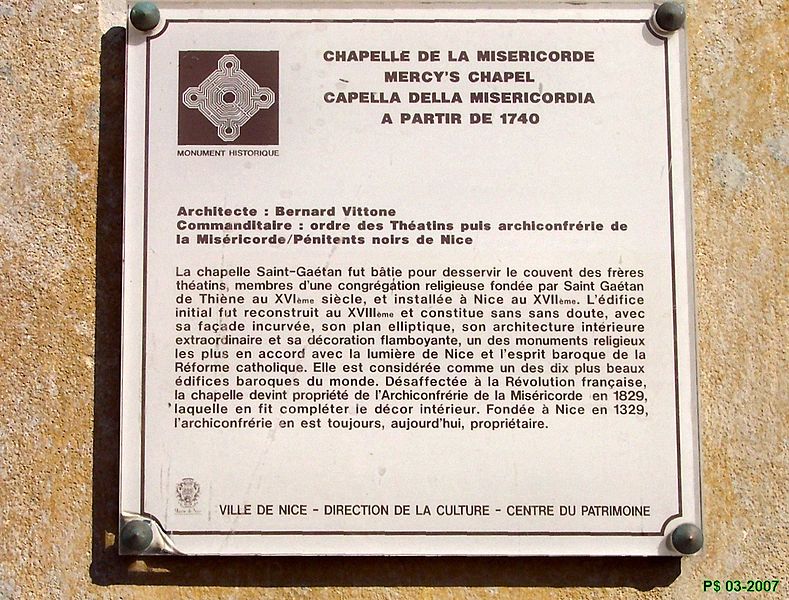 CHAPELLE DE LA MISERICORDE
MERCY'S CHAPEL
CAPELLA DELLA MISERICORDIA
A PARTIR DE 1740
MONUMENT HISTORIQUE
Architecte : Bernard Vittone
Commanditaire : ordre des Théatins puis archiconfrérie de
la Miséricorde/Pénitents noirs de Nice
La chapelle Saint-Gaétan fut bâtie pour desservir le couvent des frères
théatins, membres d'une congrégation religieuse fondée par Saint Gaétan
de Thiène au XVIème siècle, et installée à Nice au XVIIème. L'édifice
initial fut reconstruit au XVIIIème et constitue sans sans doute, avec
sa façade incurvée, son plan elliptique, son architecture intérieure
extraordinaire et sa décoration flamboyante, un des monuments religieux
les plus en accord avec la lumière de Nice et l'esprit baroque de la
Réforme catholique. Elle est considérée comme un des dix plus beaux
édifices baroques du monde. Désaffectée à la Révolution française,
la chapelle devint propriété de l'Archiconfrérie de la Miséricorde en 1829,
laquelle en fit compléter le décor intérieur. Fondée à Nice en 1329,
l'archiconfrérie en est toujours, aujourd'hui, propriétaire.
VILLE DE NICE - DIRECTION DE LA CULTURE - CENTRE DU PATRIMOINE
P$ 03-2007